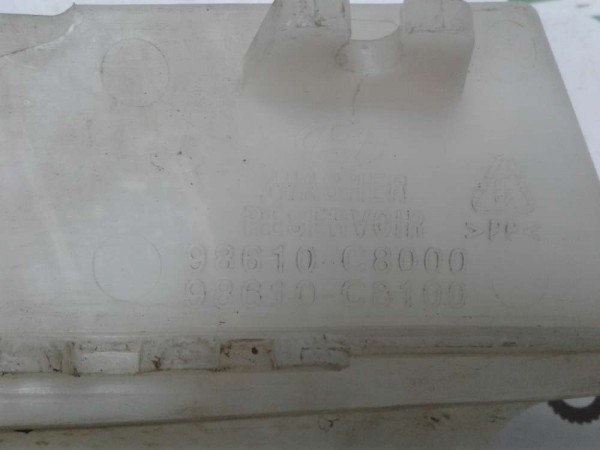 WASHER
RESERVOIR
>PP<
98610-C8000
98610-C8100